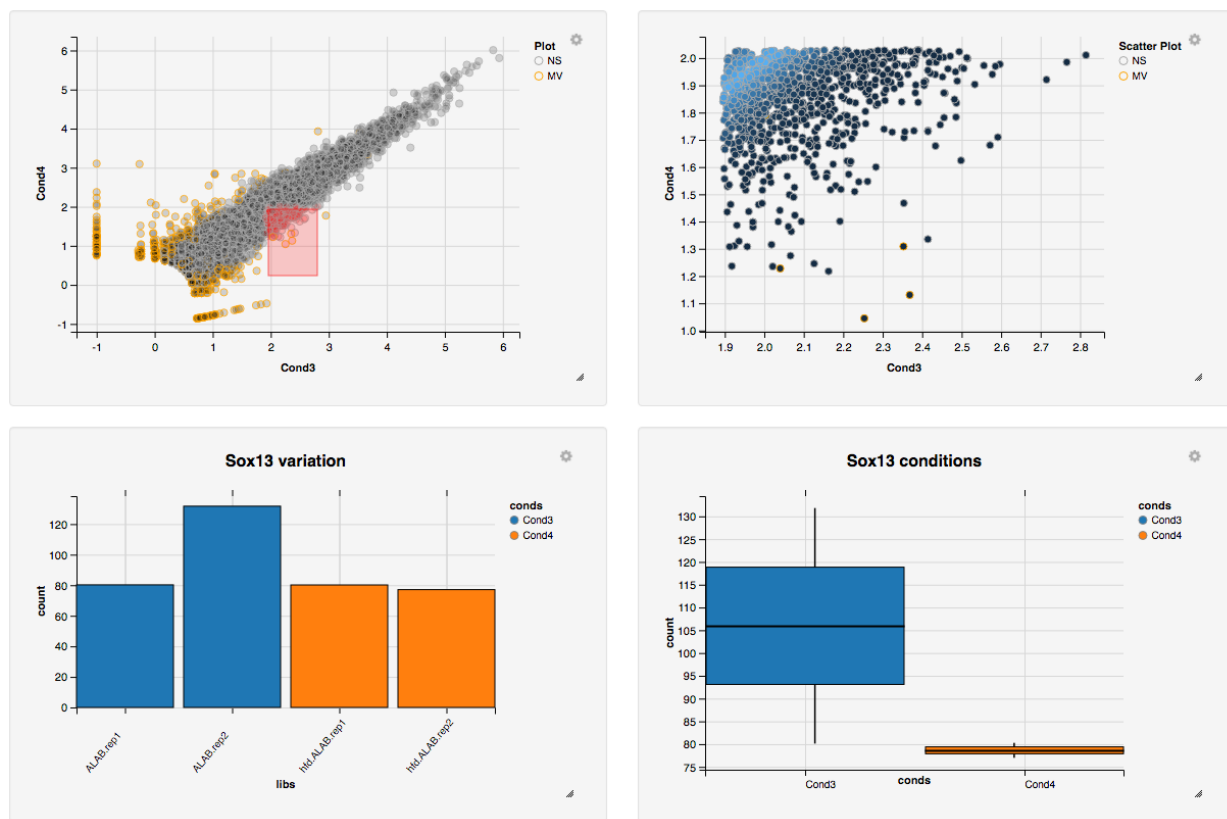 Plot
NS
MV
6
5
4
3
2
1
0
-1
Cond4
-1 0 1 2 3 4 5 6
Cond3
Scatter Plot
NS
MV
2.0
1.9
1.8
1.7
1.6
1.5
1.4
1.3
1.2
1.1
1.0
Cond4
1.9 2.0 2.1 2.2 2.3 2.4 2.5 2.6 2.7 2.8
Cond3
Sox13 variation
conds
Cond3
Cond4
120
100
80
60
40
20
0
count
ALAB.rep1 ALAB.rep2 hfd.ALAB.rep1 hfd.ALAB.rep2
libs
Sox13 conditions
conds
Cond3
Cond4
130
125
120
115
110
105
100
95
90
85
80
75
count
Cond3 Cond4
conds